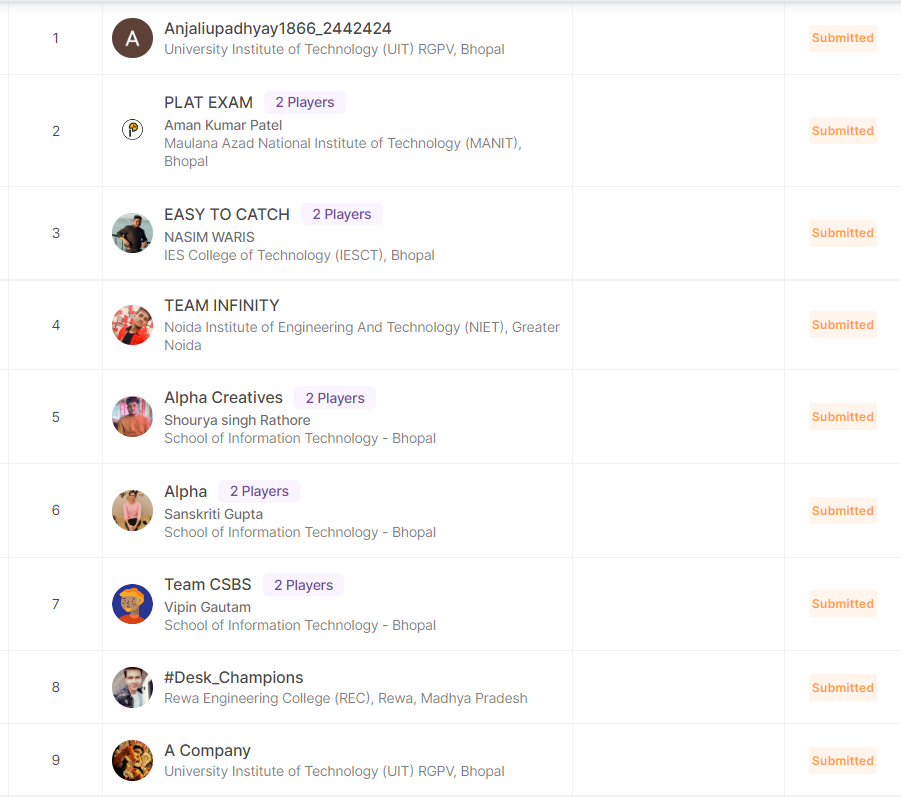 1
A
Anjaliupadhyay1866_2442424
University Institute of Technology (UIT) RGPV, Bhopal
Submitted
2
PLAT EXAM 2 Players
Aman Kumar Patel
Maulana Azad National Institute of Technology (MANIT),
Bhopal
Submitted
3
EASY TO CATCH 2 Players
NASIM WARIS
IES College of Technology (IESCT), Bhopal
Submitted
4
TEAM INFINITY
Noida Institute of Engineering And Technology (NIET), Greater
Noida
Submitted
5
Alpha Creatives 2 Players
Shourya singh Rathore
School of Information Technology - Bhopal
Submitted
6
Alpha 2 Players
Sanskriti Gupta
School of Information Technology - Bhopal
Submitted
7
Team CSBS 2 Players
Vipin Gautam
School of Information Technology - Bhopal
Submitted
8
#Desk_Champions
Rewa Engineering College (REC), Rewa, Madhya Pradesh
Submitted
9
A Company
University Institute of Technology (UIT) RGPV, Bhopal
Submitted